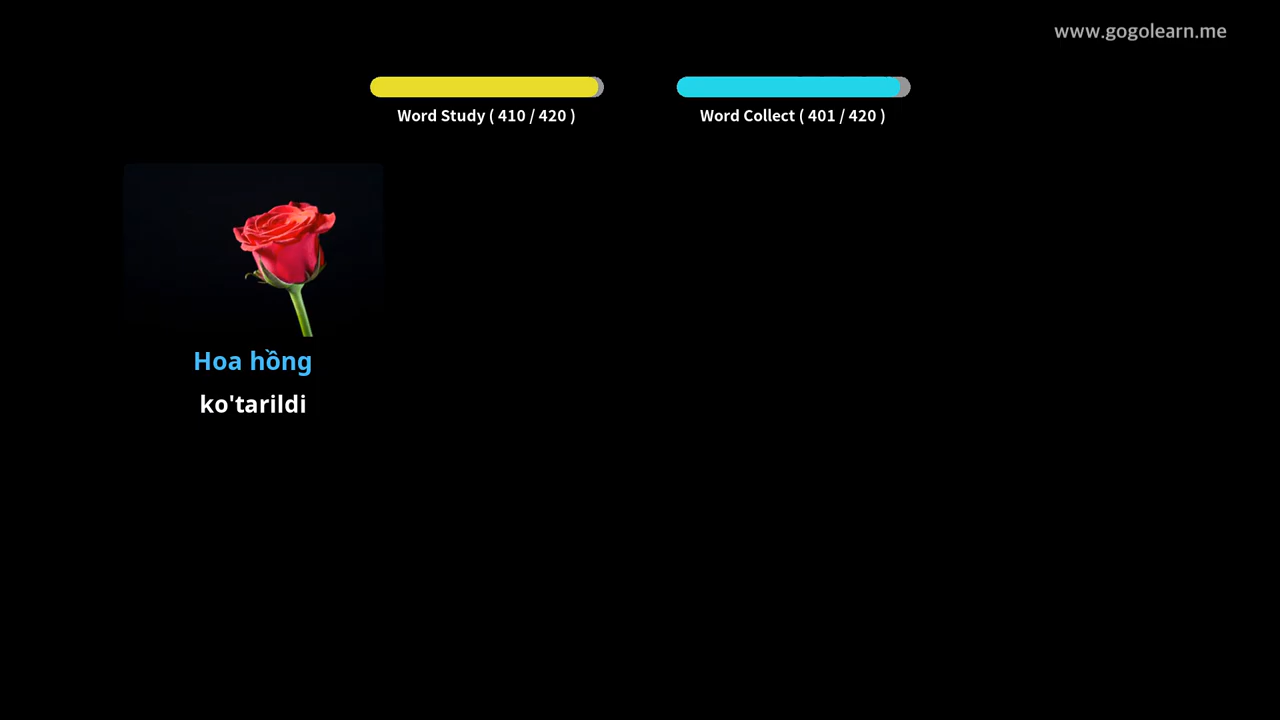 www.gogolearn.me
Word Study ( 410 / 420 )
Word Collect ( 401 / 420 )
Hoa hồng
ko'tarildi